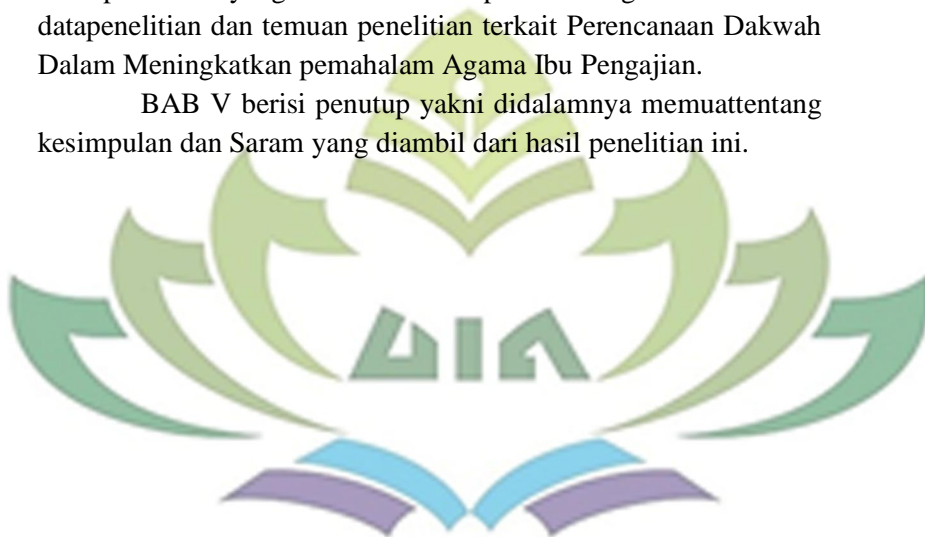 datapenelitian dan temuan penelitian terkait Perencanaan Dakwah
Dalam Meningkatkan pemahalam Agama Ibu Pengajian.
BAB V berisi penutup yakni didalamnya memuattentang
kesimpulan dan Saram yang diambil dari hasil penelitian ini.
UIN